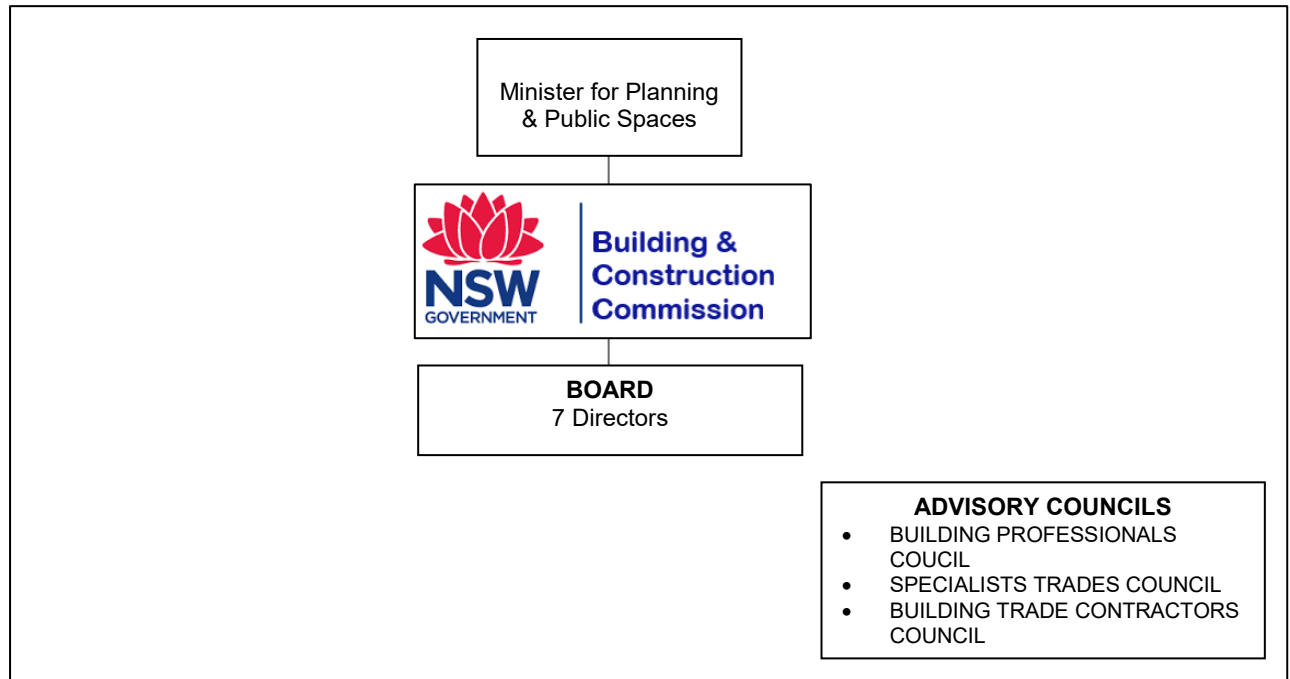 Minister for Planning
& Public Spaces
NSW
GOVERNMENT
Building &
Construction
Commission
BOARD
7 Directors
ADVISORY COUNCILS
• BUILDING PROFESSIONALS
COUCIL
• SPECIALISTS TRADES COUNCIL
• BUILDING TRADE CONTRACTORS
COUNCIL